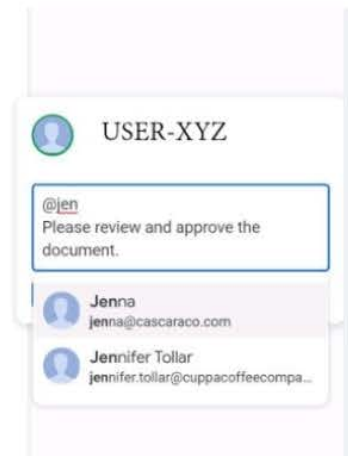 USER-XYZ
@jen
Please review and approve the
document.
Jenna
jenna@cascaraco.com
Jennifer Tollar
jennifer.tollar@cuppacoffeecompa...